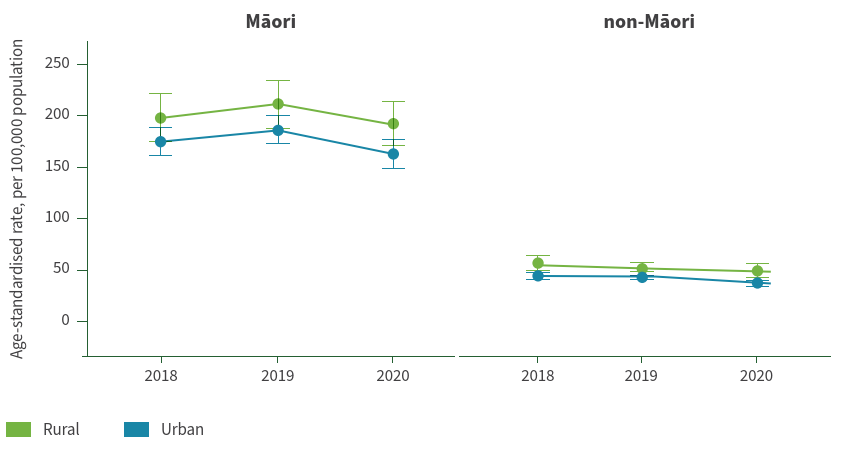 Māori
non-Māori
Age-standardised rate, per 100,000 population
250
200
150
100
50
0
2018
2019
2020
2018
2019
2020
Rural
Urban